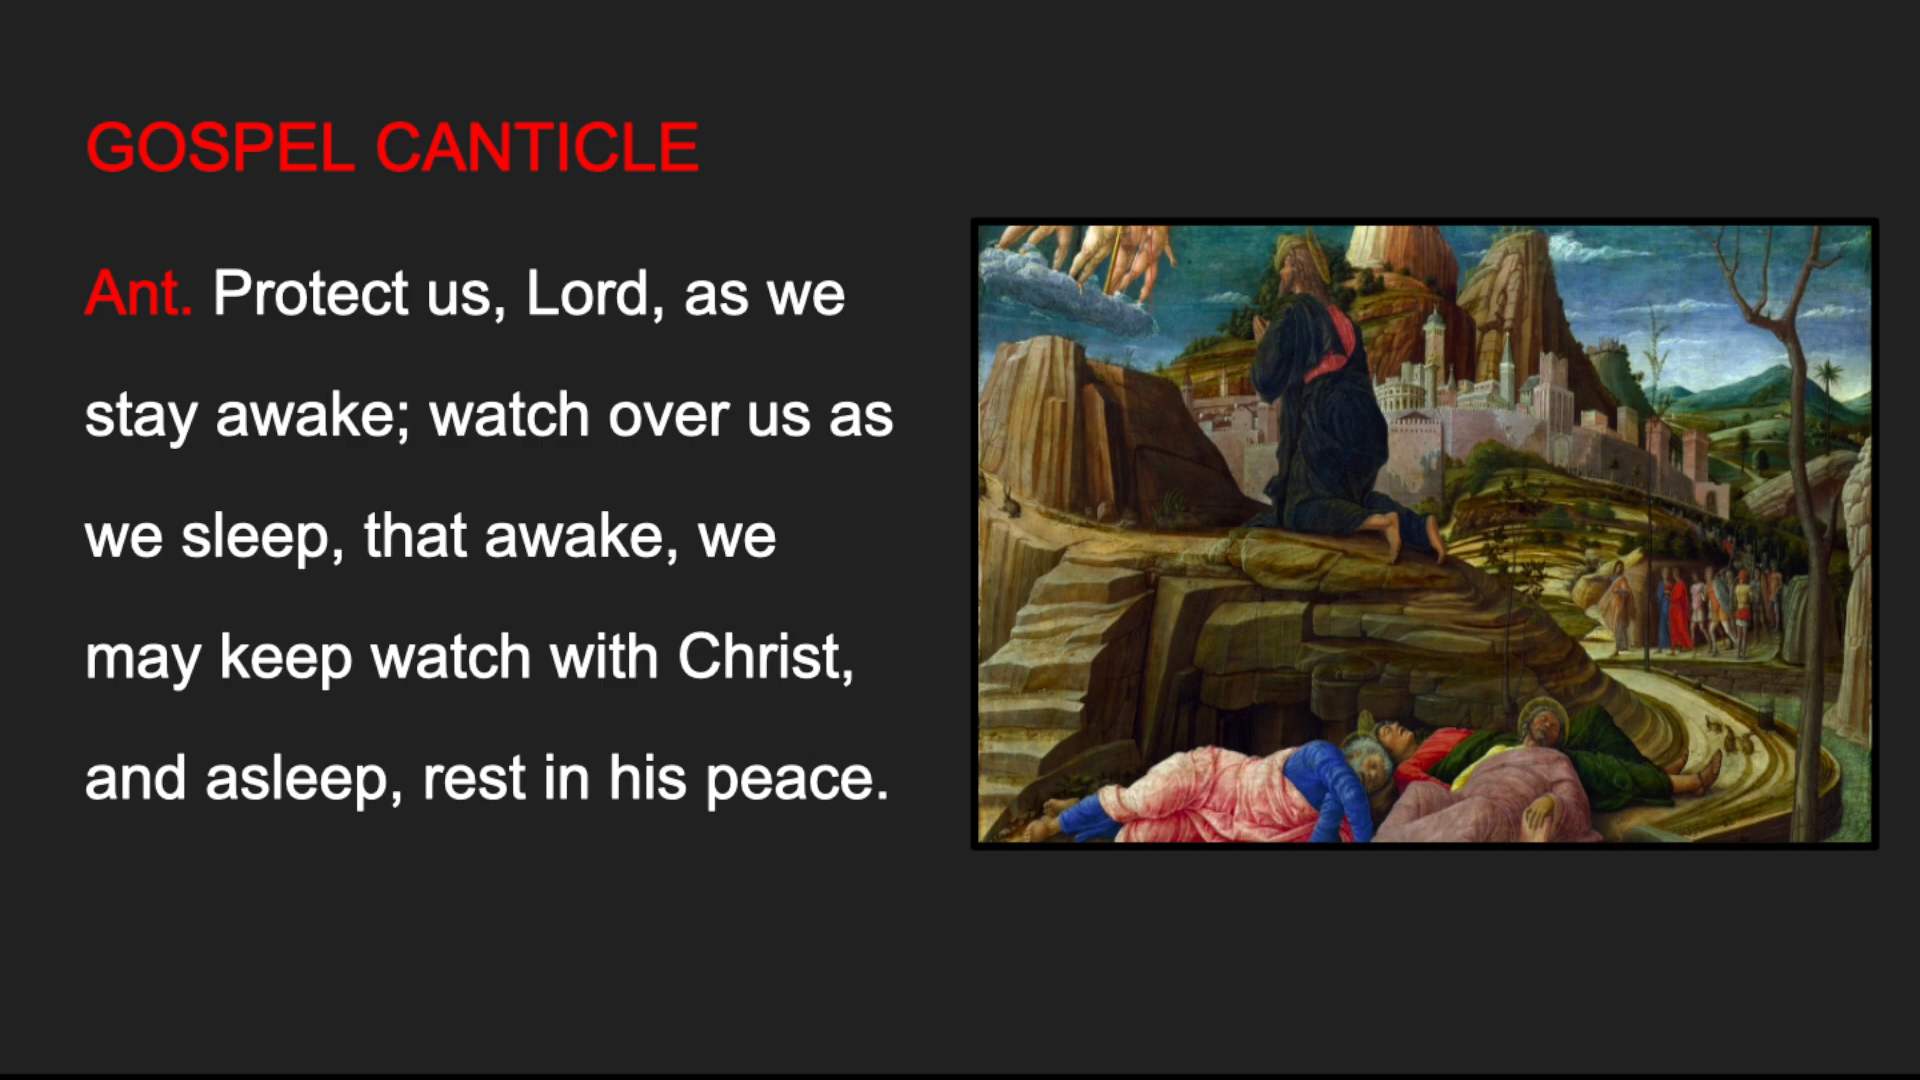 GOSPEL CANTICLE
Ant. Protect us, Lord, as we
stay awake; watch over us as
we sleep, that awake, we
may keep watch with Christ,
and asleep, rest in his peace.